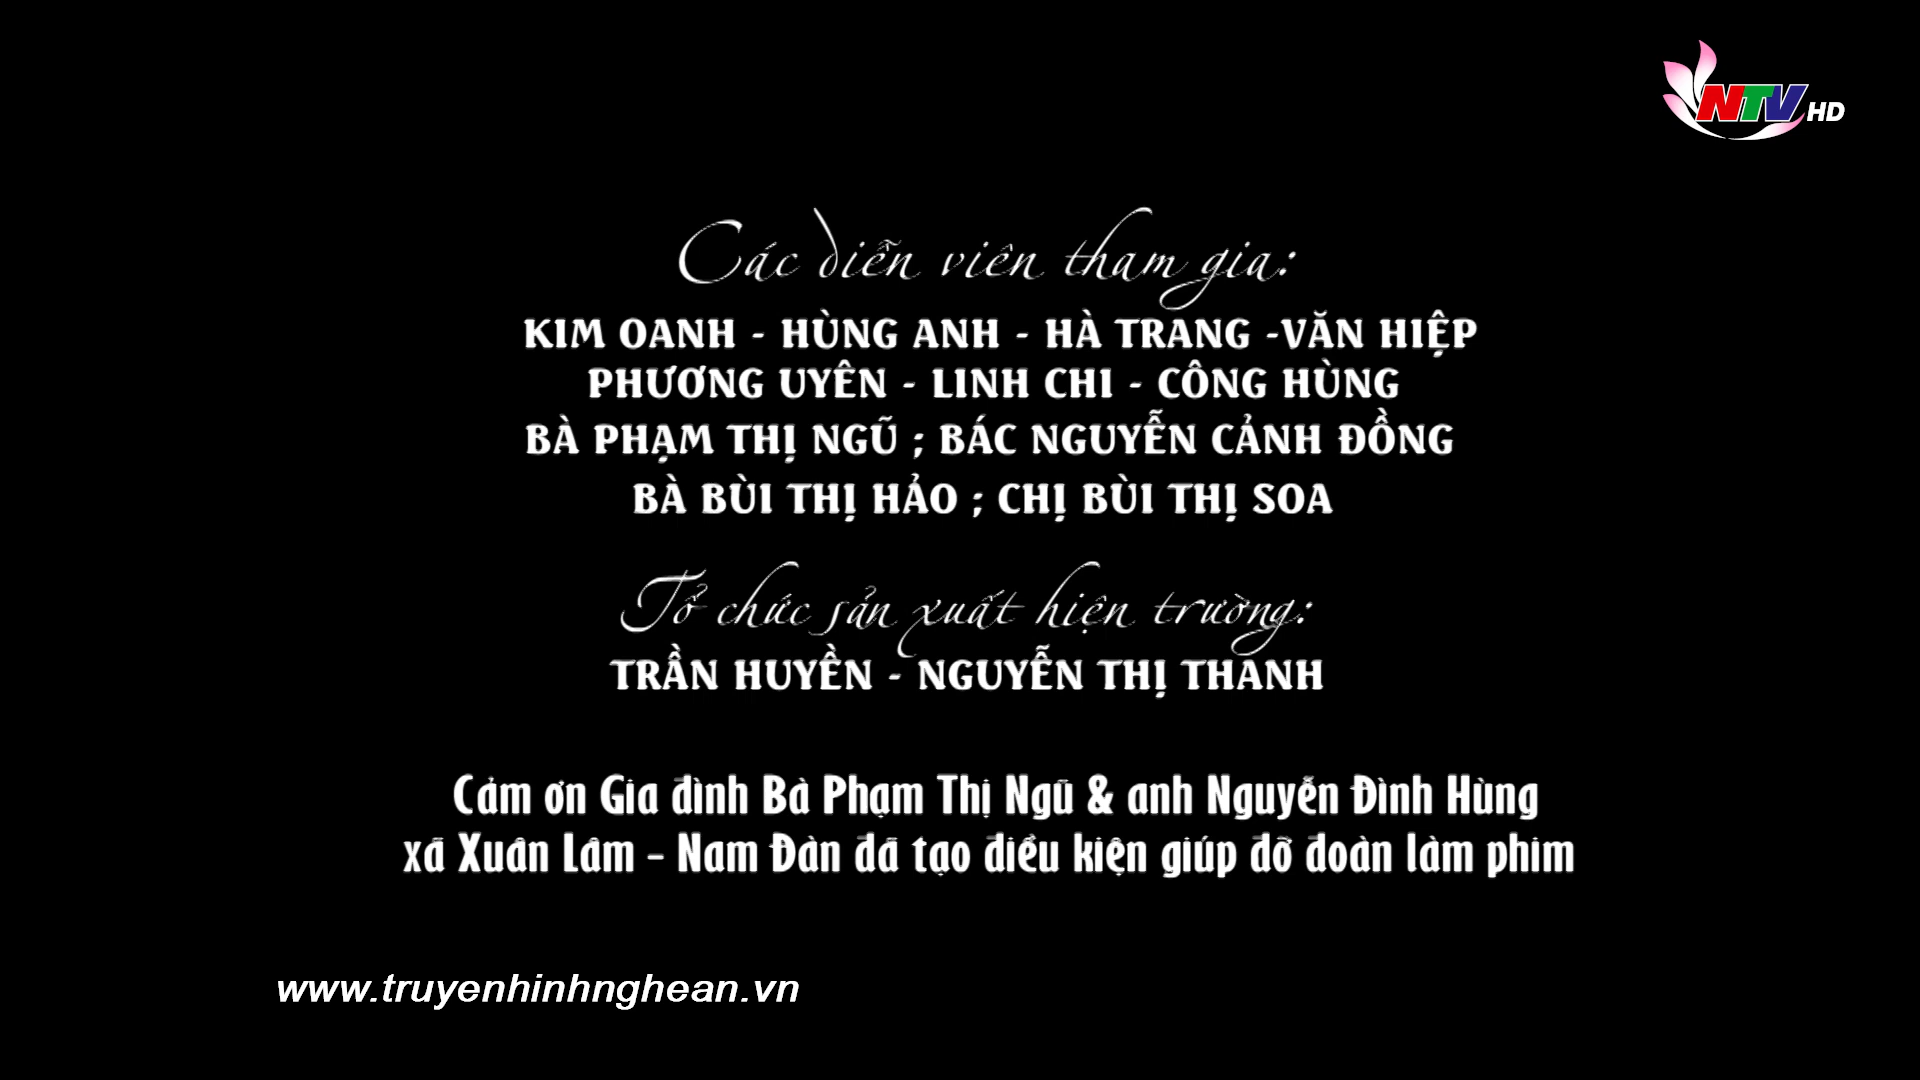 NTV HD
Các diễn viên tham gia:
KIM OANH - HÙNG ANH - HÀ TRANG -VĂN HIỆP
PHƯƠNG UYÊN - LINH CHI - CÔNG HÙNG
BÀ PHẠM THỊ NGŨ ; BÁC NGUYỄN CẢNH ĐỒNG
BÀ BÙI THỊ HẢO ; CHỊ BÙI THỊ SOA
Tổ chức sản xuất hiện trường:
TRẦN HUYỀN - NGUYỄN THỊ THANH
Cảm ơn Gia đình Bà Phạm Thị Ngũ & anh Nguyễn Đình Hùng
xã Xuân Lâm – Nam Đàn đã tạo điều kiện giúp đỡ đoàn làm phim
www.truyenhinhnghean.vn